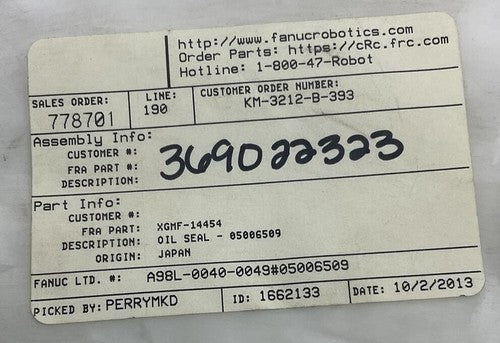 http://www.fanucrobotics.com
Order Parts: https://cRc.frc.com
Hotline: 1-800-47-Robot
SALES ORDER: 778701
LINE: 190
CUSTOMER ORDER NUMBER: KM-3212-B-393
Assembly Info:
CUSTOMER #:
FRA PART #:
DESCRIPTION:
369022323
Part Info:
CUSTOMER #:
FRA PART: XGMF-14454
DESCRIPTION: OIL SEAL - 05006509
ORIGIN: JAPAN
FANUC LTD. #: A98L-0040-0049#05006509
PICKED BY: PERRYMKD
ID: 1662133
DATE: 10/2/2013